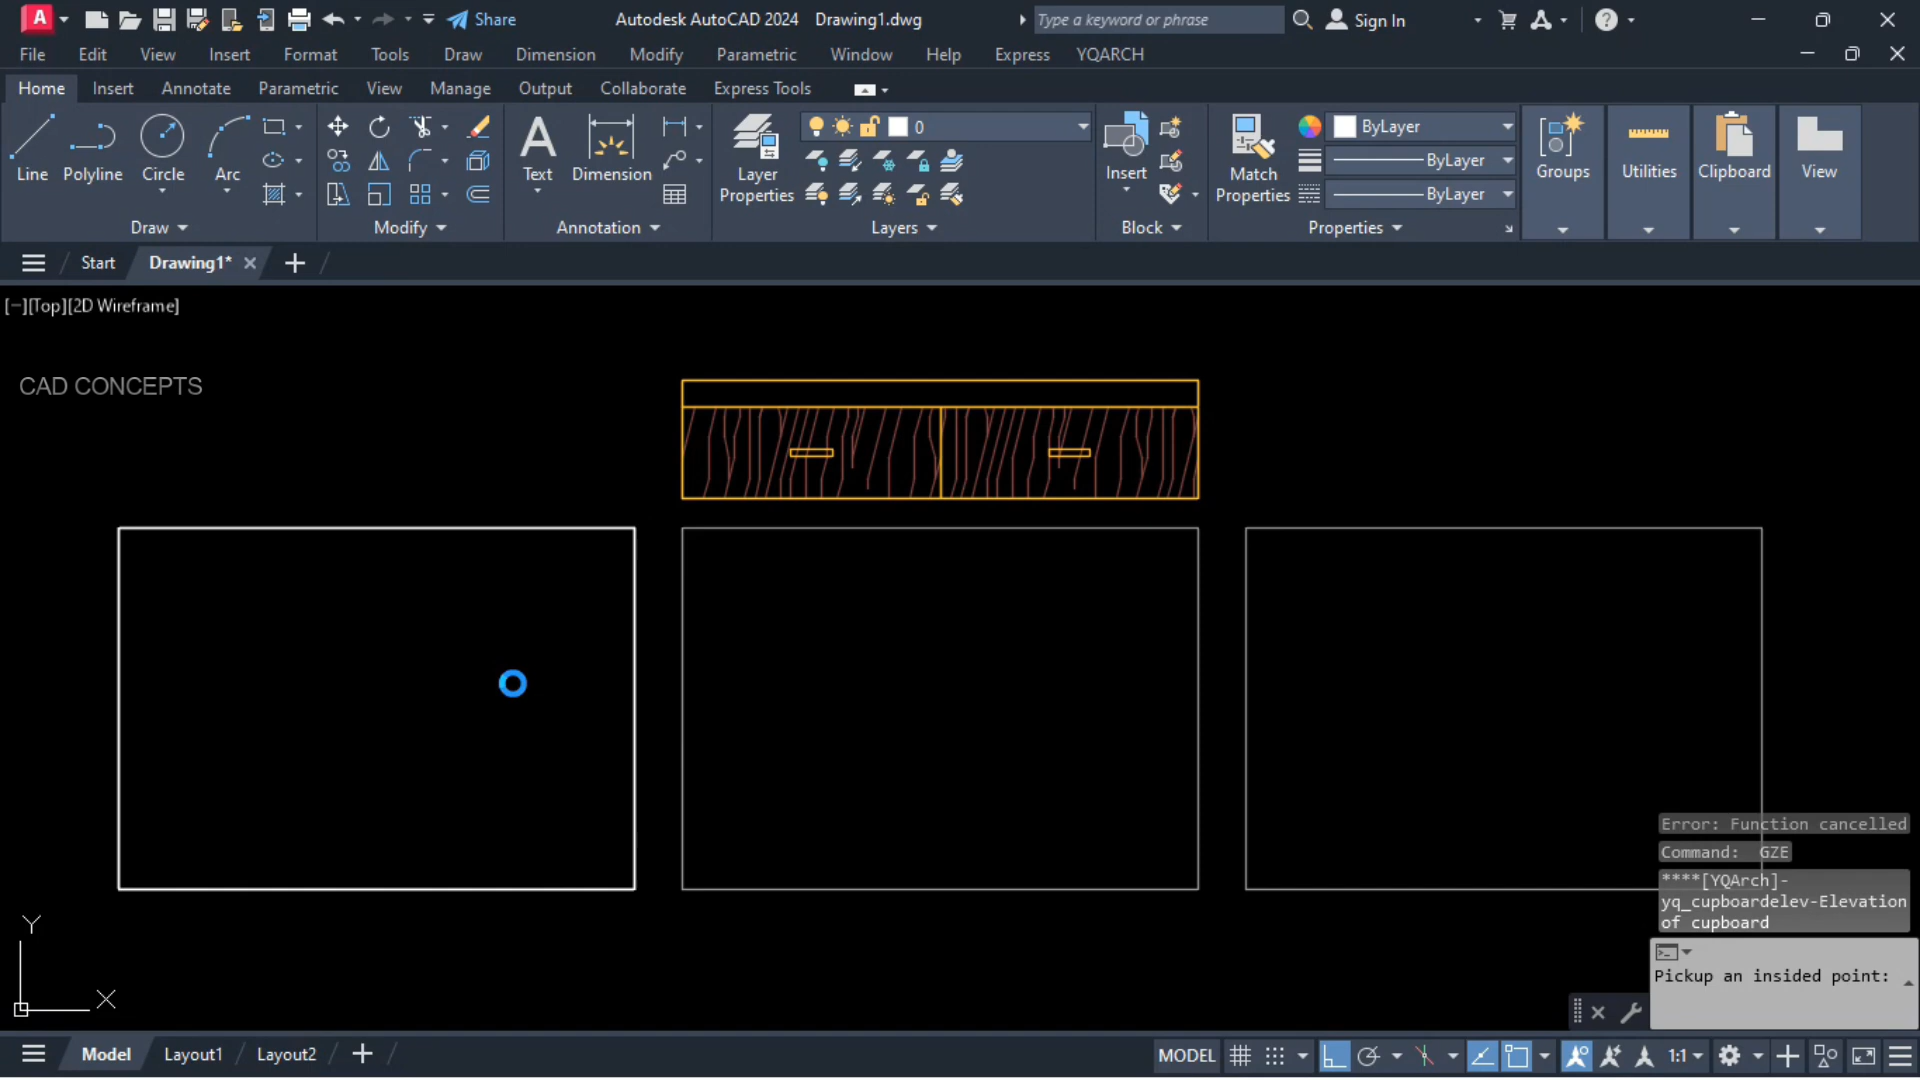 A Share Autodesk AutoCAD 2024 Drawing1.dwg Type a keyword or phrase Sign In
File Edit View Insert Format Tools Draw Dimension Modify Parametric Window Help Express YQARCH
Home Insert Annotate Parametric View Manage Output Collaborate Express Tools
0 ByLayer
Line Polyline Circle Arc Text Dimension Layer Properties Insert Match Properties ByLayer Groups Utilities Clipboard View
ByLayer
Draw Modify Annotation Layers Block Properties
Start Drawing1* +
[−][Top][2D Wireframe]
CAD CONCEPTS
Error: Function cancelled
Command: GZE
****[YQArch]-
yq_cupboardelev-Elevation
of cupboard
Pickup an insided point:
Y
X
Model Layout1 Layout2 + MODEL 1:1